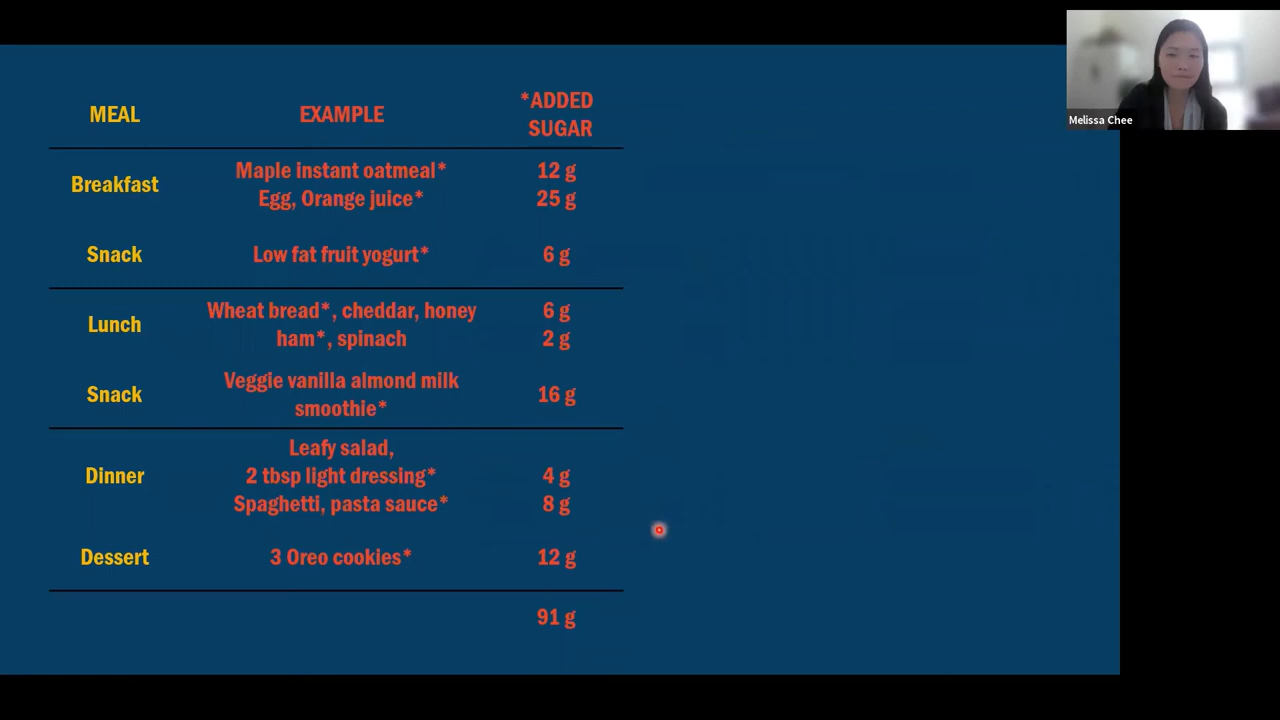 MEAL EXAMPLE *ADDED SUGAR
Breakfast
Maple instant oatmeal* 12 g
Egg, Orange juice* 25 g
Snack Low fat fruit yogurt* 6 g
Lunch
Wheat bread*, cheddar, honey 6 g
ham*, spinach 2 g
Snack
Veggie vanilla almond milk
smoothie* 16 g
Dinner
Leafy salad,
2 tbsp light dressing* 4 g
Spaghetti, pasta sauce* 8 g
Dessert 3 Oreo cookies* 12 g
91 g
Melissa Chee